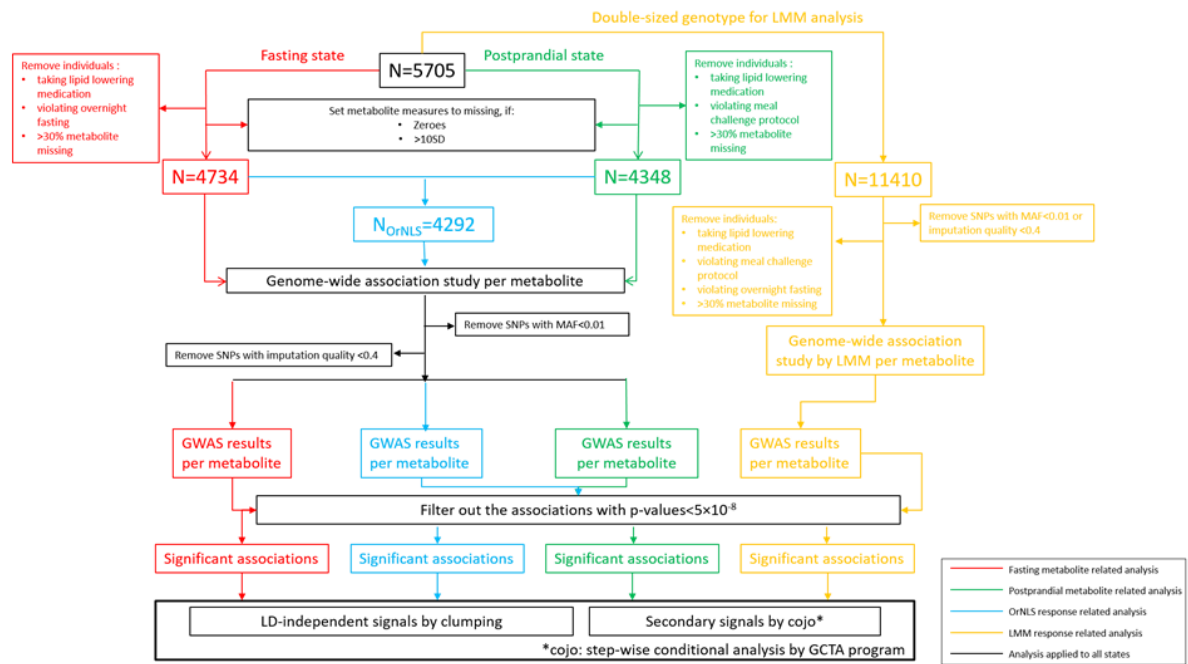 Double-sized genotype for LMM analysis
Fasting state
Postprandial state
N=5705
Remove individuals :
• taking lipid lowering
medication
• violating overnight
fasting
• >30% metabolite
missing
Set metabolite measures to missing, if:
• Zeroes
• >10SD
Remove individuals :
• taking lipid lowering
medication
• violating meal
challenge protocol
• >30% metabolite
missing
N=4734
N=4348
N=11410
NOrNLS=4292
Remove individuals:
• taking lipid lowering
medication
• violating meal challenge
protocol
• violating overnight fasting
• >30% metabolite missing
Remove SNPs with MAF<0.01 or
imputation quality <0.4
Genome-wide association study per metabolite
Remove SNPs with MAF<0.01
Remove SNPs with imputation quality <0.4
Genome-wide association
study by LMM per metabolite
GWAS results
per metabolite
GWAS results
per metabolite
GWAS results
per metabolite
GWAS results
per metabolite
Filter out the associations with p-values<5×10-8
Significant associations
Significant associations
Significant associations
Significant associations
LD-independent signals by clumping
Secondary signals by cojo*
*cojo: step-wise conditional analysis by GCTA program
Fasting metabolite related analysis
Postprandial metabolite related analysis
OrNLS response related analysis
LMM response related analysis
Analysis applied to all states